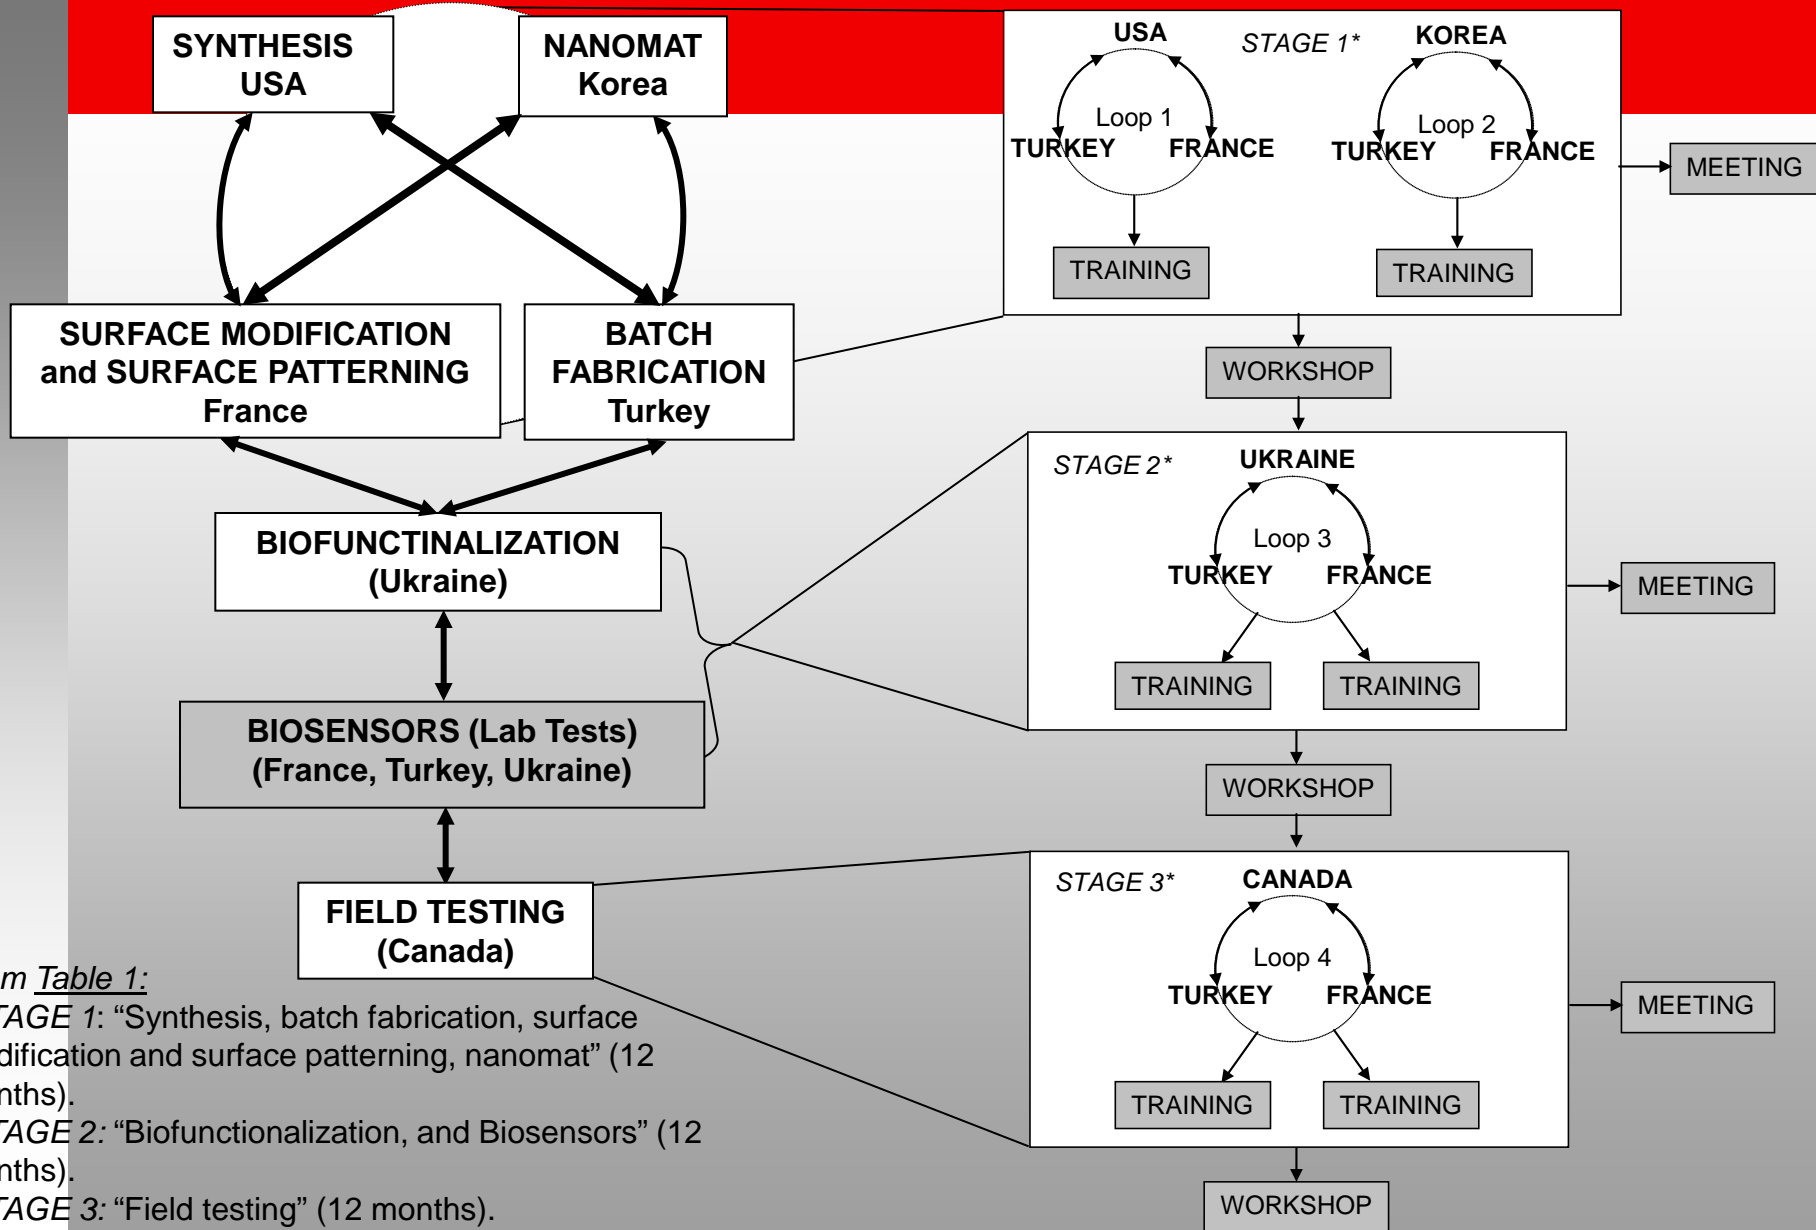 SYNTHESIS
USA
NANOMAT
Korea
SURFACE MODIFICATION
and SURFACE PATTERNING
France
BATCH
FABRICATION
Turkey
BIOFUNCTINALIZATION
(Ukraine)
BIOSENSORS (Lab Tests)
(France, Turkey, Ukraine)
FIELD TESTING
(Canada)
m Table 1:
TAGE 1: “Synthesis, batch fabrication, surface
dification and surface patterning, nanomat” (12
nths).
TAGE 2: “Biofunctionalization, and Biosensors” (12
nths).
TAGE 3: “Field testing” (12 months).
USA
STAGE 1*
KOREA
Loop 1
Loop 2
TURKEY
FRANCE
TURKEY
FRANCE
TRAINING
TRAINING
MEETING
WORKSHOP
STAGE 2*
UKRAINE
Loop 3
TURKEY
FRANCE
TRAINING
TRAINING
MEETING
WORKSHOP
STAGE 3*
CANADA
Loop 4
TURKEY
FRANCE
TRAINING
TRAINING
MEETING
WORKSHOP